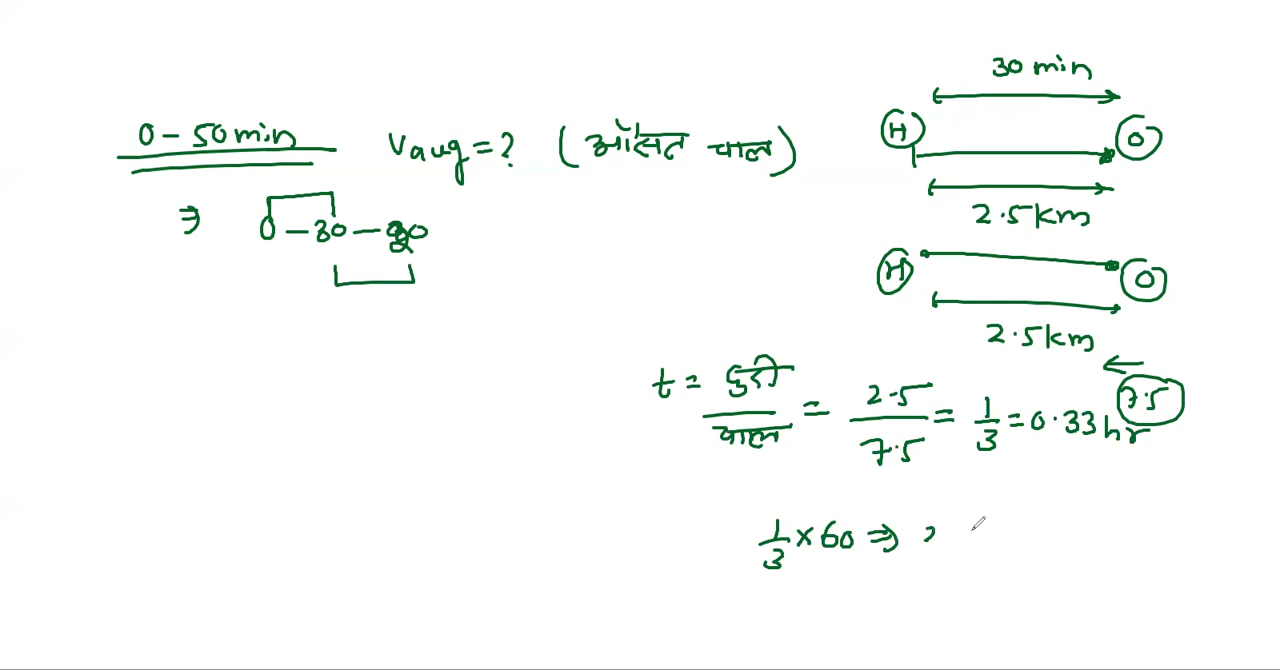 30 min
0 - 50 min Vavg = ? (औसत चाल) H O
2.5 km
⇒ 0 - 30 -
H O
2.5 km
t = दुरी / चाल = 2.5 / 7.5 = 1/3 = 0.33 hr 7.5
1/3 × 60 ⇒